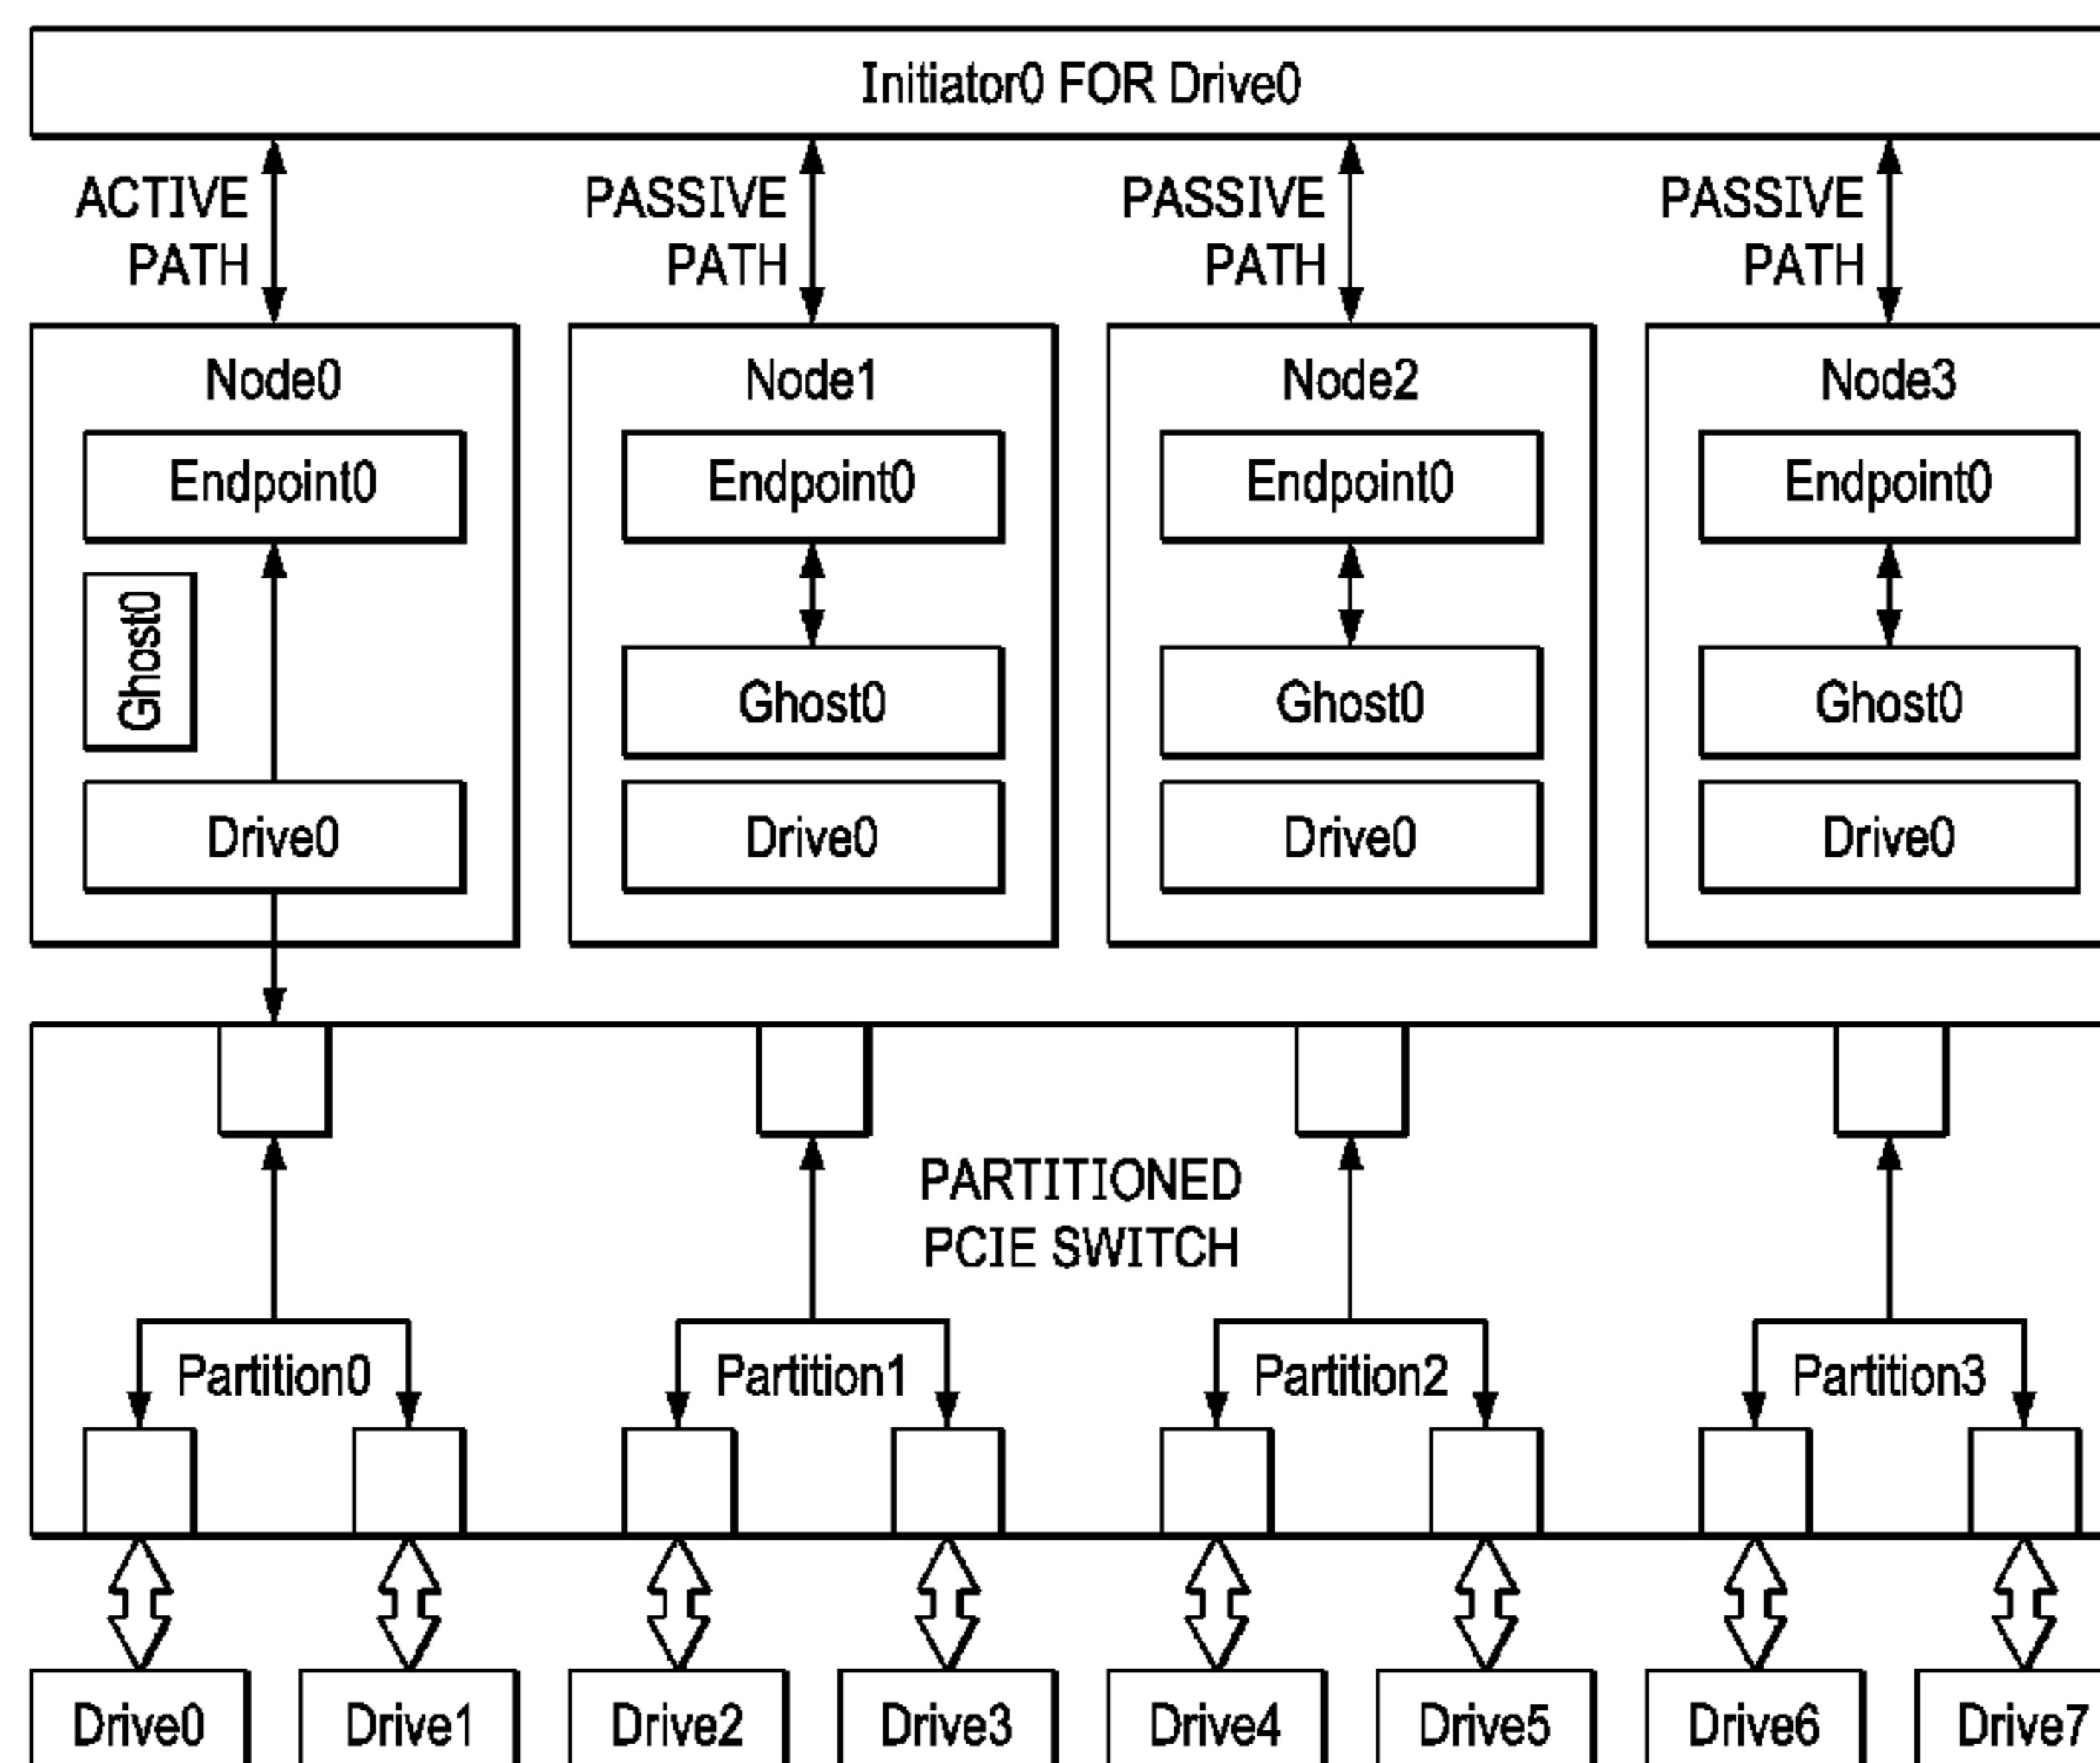 Initiator0 FOR Drive0
ACTIVE
PATH
PASSIVE
PATH
PASSIVE
PATH
PASSIVE
PATH
Node0
Endpoint0
Ghost0
Drive0
Node1
Endpoint0
Ghost0
Drive0
Node2
Endpoint0
Ghost0
Drive0
Node3
Endpoint0
Ghost0
Drive0
PARTITIONED
PCIE SWITCH
Partition0
Partition1
Partition2
Partition3
Drive0
Drive1
Drive2
Drive3
Drive4
Drive5
Drive6
Drive7